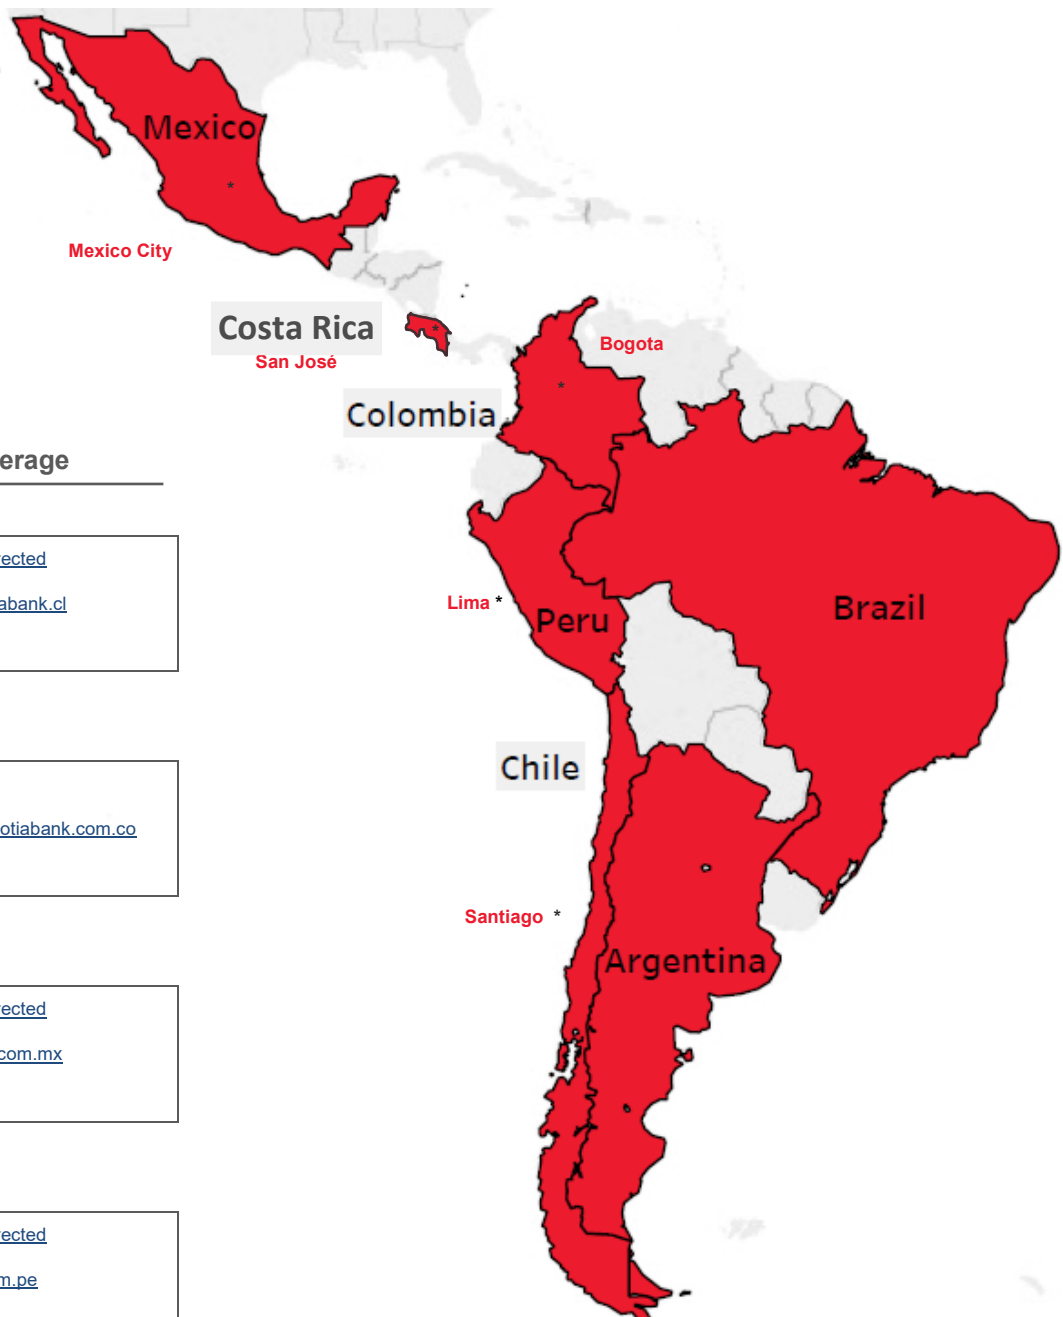 Mexico
*
Mexico City
Costa Rica
*
San José
Bogota
*
Colombia
erage
ected
abank.cl
Lima *
Peru
Brazil
Chile
otiabank.com.co
Santiago *
Argentina
ected
com.mx
ected
m.pe